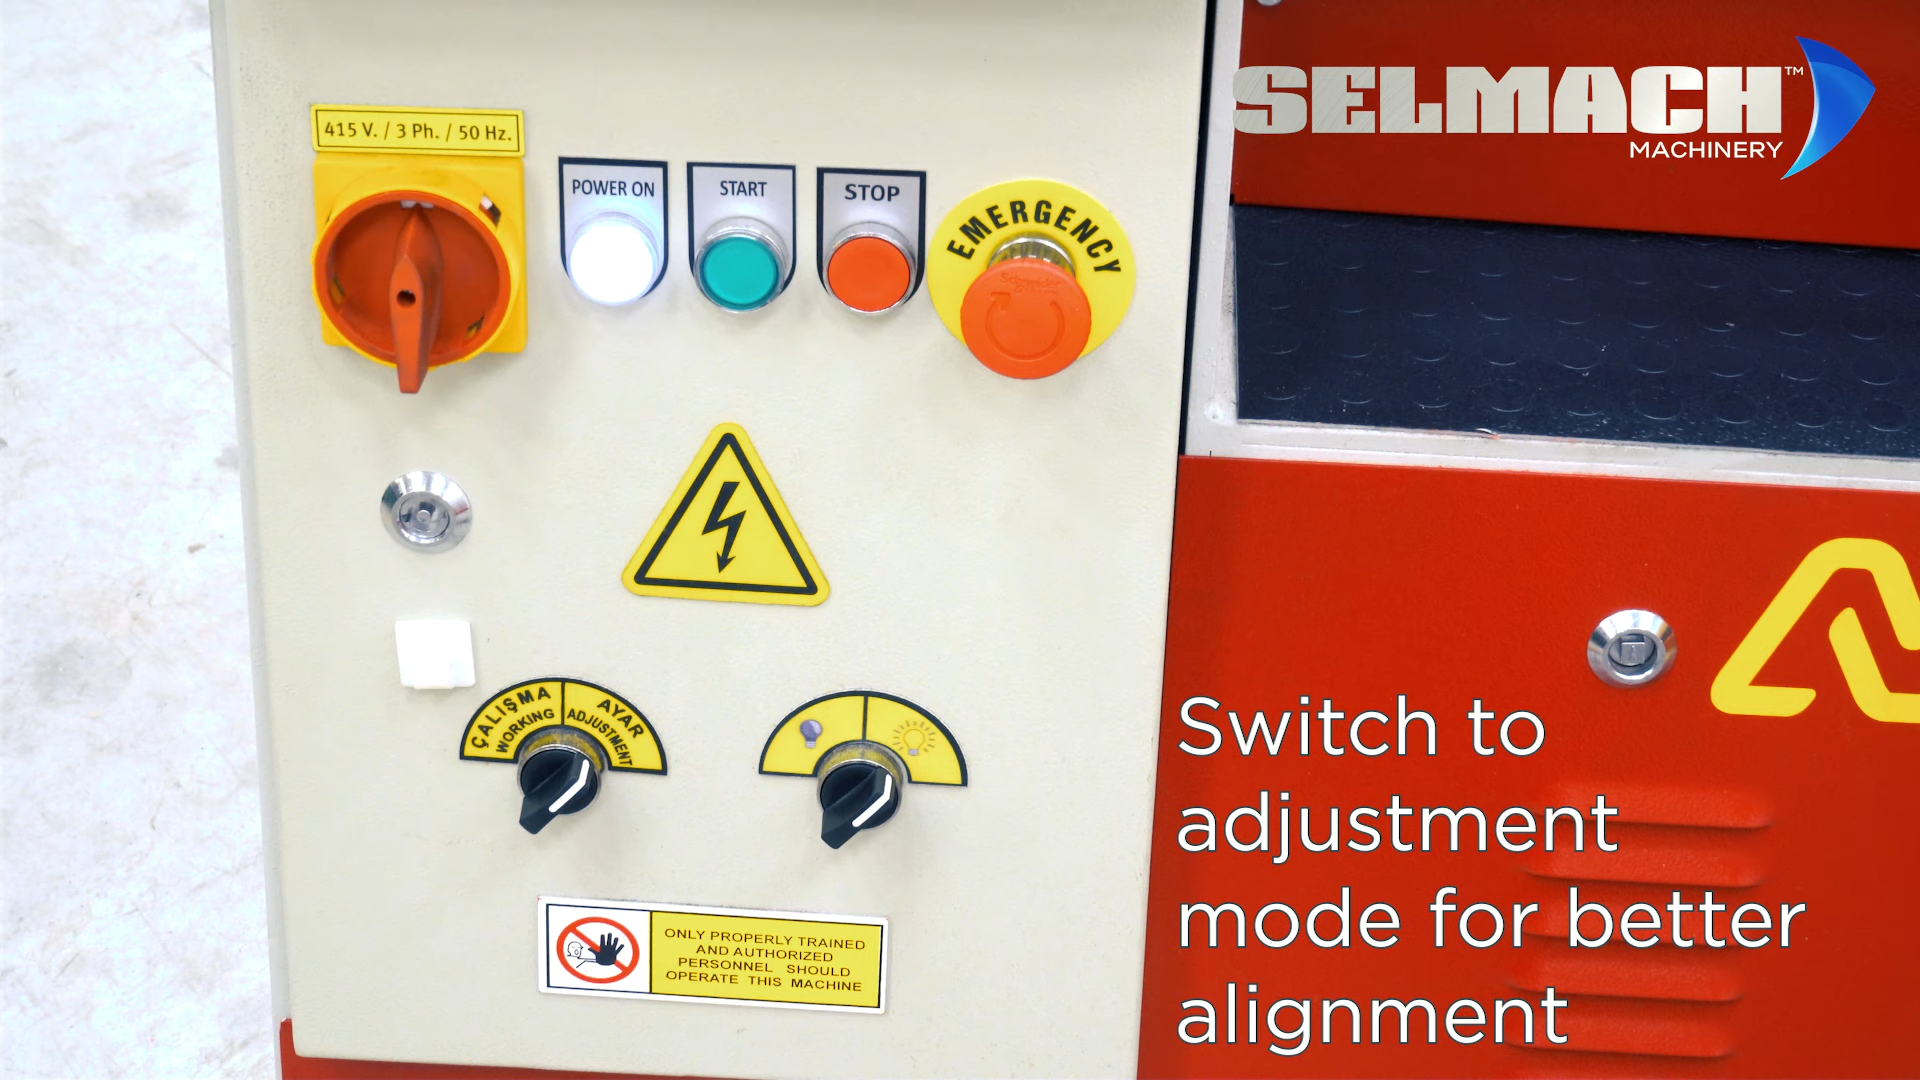 SELMACH™
MACHINERY
415 V. / 3 Ph. / 50 Hz.
POWER ON
START
STOP
EMERGENCY
Schneider
ÇALIŞMA
WORKING
AYAR
ADJUSTMENT
ONLY PROPERLY TRAINED
AND AUTHORIZED
PERSONNEL SHOULD
OPERATE THIS MACHINE
Switch to
adjustment
mode for better
alignment